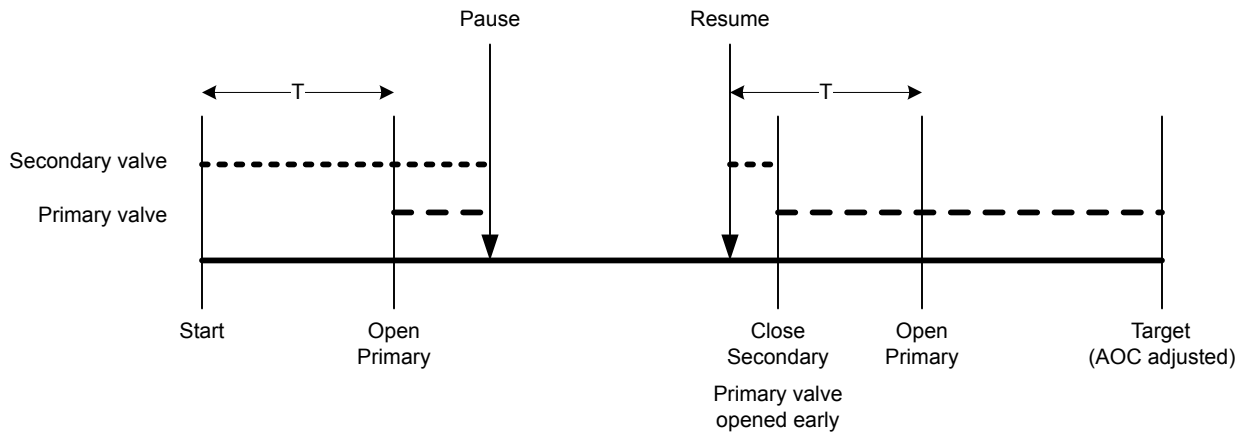 Pause
Resume
T
T
Secondary valve
Primary valve
Start
Open
Primary
Close
Secondary
Primary valve
opened early
Open
Primary
Target
(AOC adjusted)